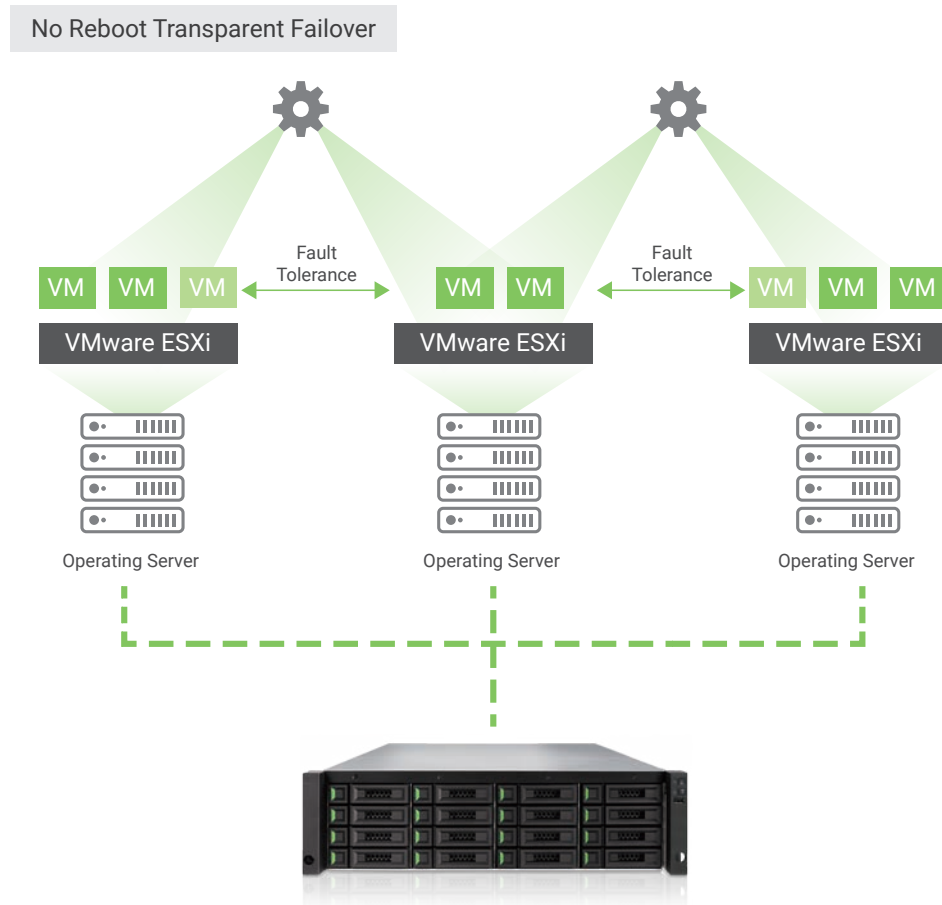 No Reboot Transparent Failover
Fault
Tolerance
Fault
Tolerance
VM VM VM
VM VM
VM VM VM
VMware ESXi
VMware ESXi
VMware ESXi
Operating Server
Operating Server
Operating Server